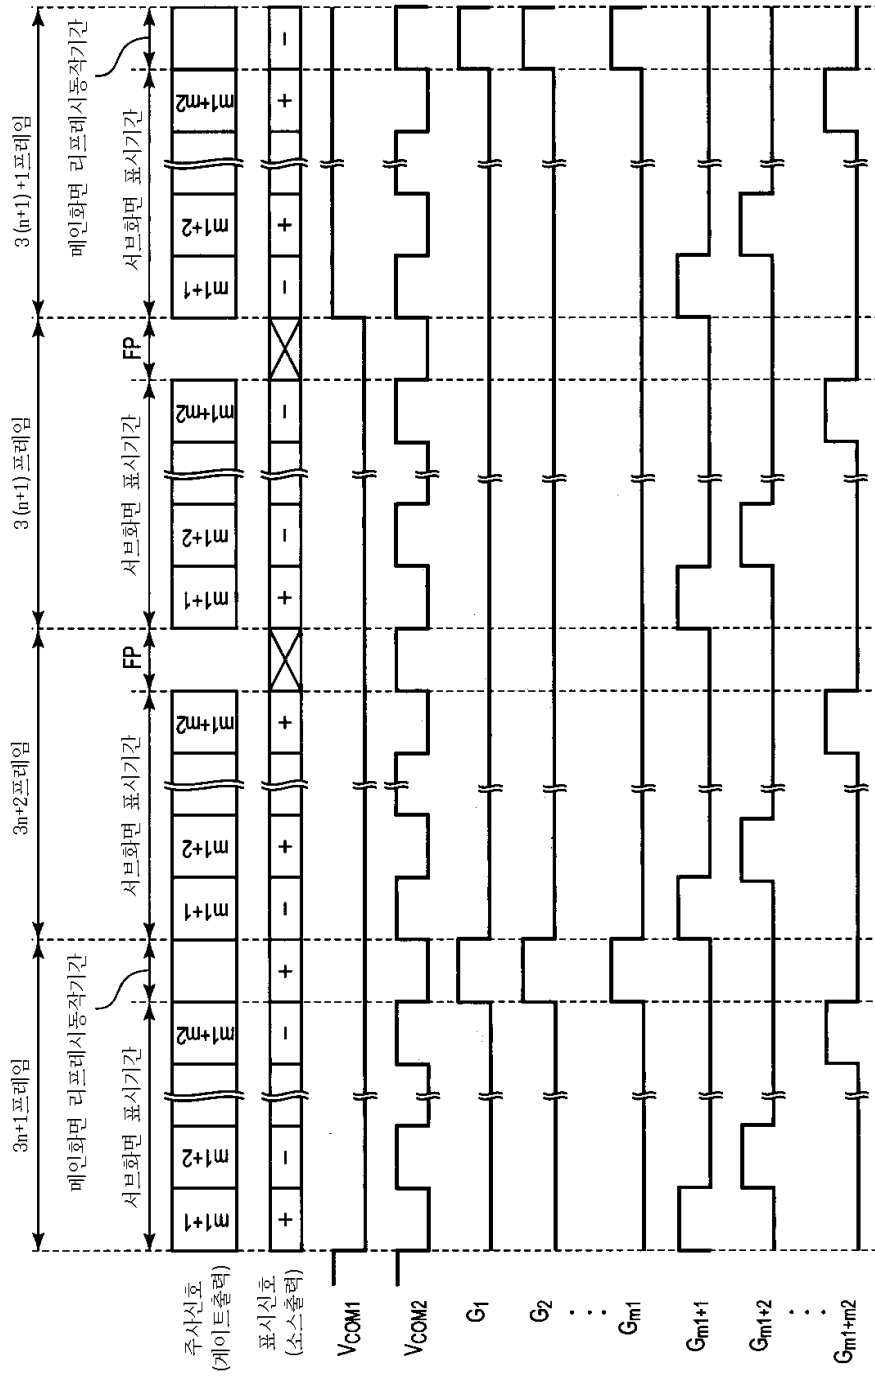 3n+1프레임
3n+2프레임
3(n+1)프레임
3(n+1)+1프레임
메인화면 리프레시동작기간
메인화면 리프레시동작기간
서브화면 표시기간
서브화면 표시기간
FP
서브화면 표시기간
FP
서브화면 표시기간
주사신호
(게이트출력)
m1+1
m1+2
m1+m2
m1+1
m1+2
m1+m2
m1+1
m1+2
m1+m2
m1+1
m1+2
m1+m2
표시신호
(소스출력)
+ − − + − + + + − − − + + −
VCOM1
VCOM2
G1
G2
· · ·
Gm1
Gm1+1
Gm1+2
· · ·
Gm1+m2